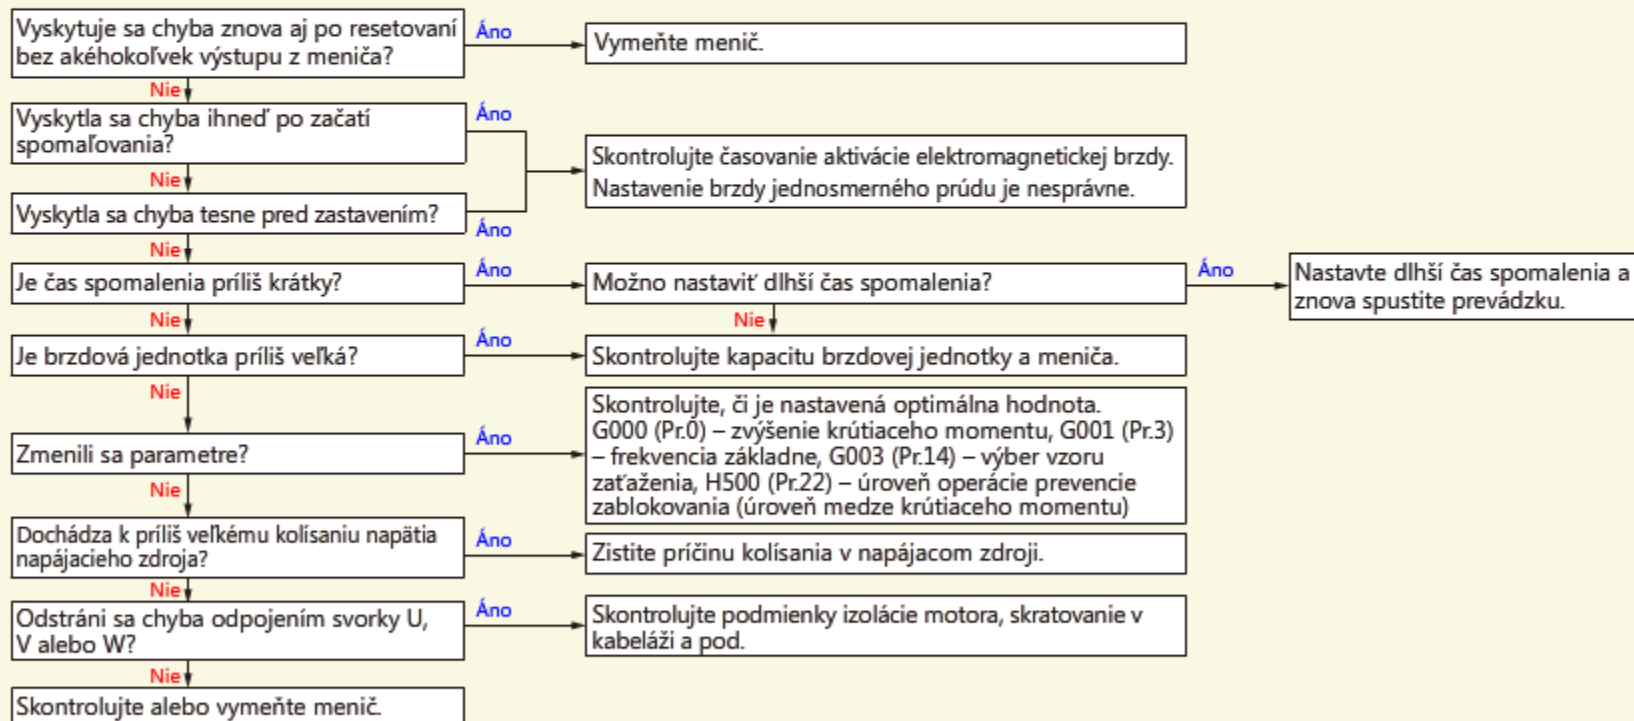 Vyskytuje sa chyba znova aj po resetovaní
bez akéhokoľvek výstupu z meniča?
Áno
Vymeňte menič.
Nie
Vyskytla sa chyba ihneď po začatí
spomaľovania?
Áno
Skontrolujte časovanie aktivácie elektromagnetickej brzdy.
Nastavenie brzdy jednosmerného prúdu je nesprávne.
Nie
Vyskytla sa chyba tesne pred zastavením?
Áno
Nie
Je čas spomalenia príliš krátky?
Áno
Možno nastaviť dlhší čas spomalenia?
Áno
Nastavte dlhší čas spomalenia a
znova spustite prevádzku.
Nie
Nie
Je brzdová jednotka príliš veľká?
Áno
Skontrolujte kapacitu brzdovej jednotky a meniča.
Nie
Zmenili sa parametre?
Áno
Skontrolujte, či je nastavená optimálna hodnota.
G000 (Pr.0) – zvýšenie krútiaceho momentu, G001 (Pr.3)
– frekvencia základne, G003 (Pr.14) – výber vzoru
zaťaženia, H500 (Pr.22) – úroveň operácie prevencie
zablokovania (úroveň medze krútiaceho momentu)
Nie
Dochádza k príliš veľkému kolísaniu napätia
napájacieho zdroja?
Áno
Zistite príčinu kolísania v napájacom zdroji.
Nie
Odstráni sa chyba odpojením svorky U,
V alebo W?
Áno
Skontrolujte podmienky izolácie motora, skratovanie v
kabeláži a pod.
Nie
Skontrolujte alebo vymeňte menič.